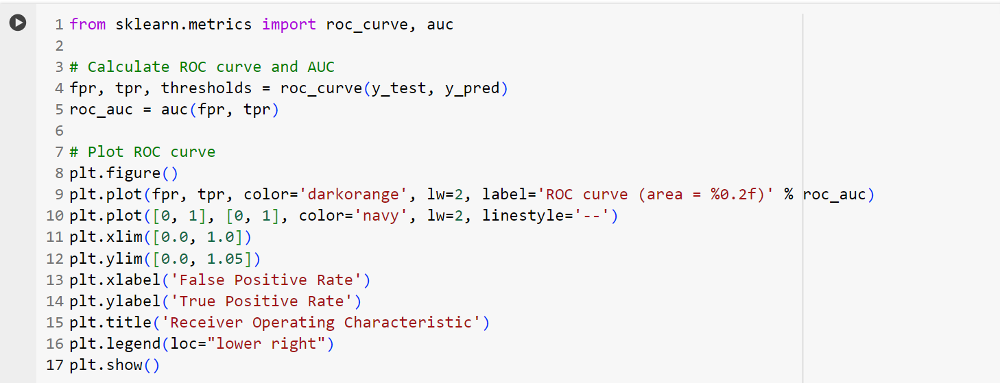 1 from sklearn.metrics import roc_curve, auc
2
3 # Calculate ROC curve and AUC
4 fpr, tpr, thresholds = roc_curve(y_test, y_pred)
5 roc_auc = auc(fpr, tpr)
6
7 # Plot ROC curve
8 plt.figure()
9 plt.plot(fpr, tpr, color='darkorange', lw=2, label='ROC curve (area = %0.2f)' % roc_auc)
10 plt.plot([0, 1], [0, 1], color='navy', lw=2, linestyle='--')
11 plt.xlim([0.0, 1.0])
12 plt.ylim([0.0, 1.05])
13 plt.xlabel('False Positive Rate')
14 plt.ylabel('True Positive Rate')
15 plt.title('Receiver Operating Characteristic')
16 plt.legend(loc="lower right")
17 plt.show()